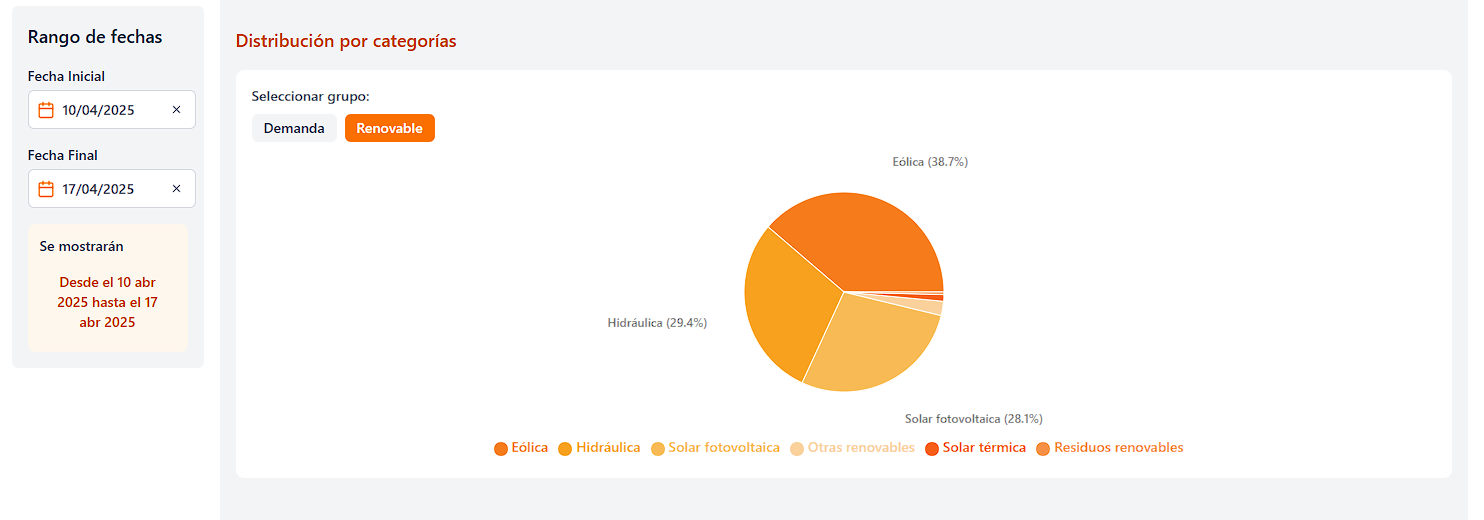 Rango de fechas
Fecha Inicial
10/04/2025
Fecha Final
17/04/2025
Se mostrarán
Desde el 10 abr
2025 hasta el 17
abr 2025
Distribución por categorías
Seleccionar grupo:
Demanda Renovable
Eólica (38.7%)
Hidráulica (29.4%)
Solar fotovoltaica (28.1%)
Eólica Hidráulica Solar fotovoltaica Otras renovables Solar térmica Residuos renovables